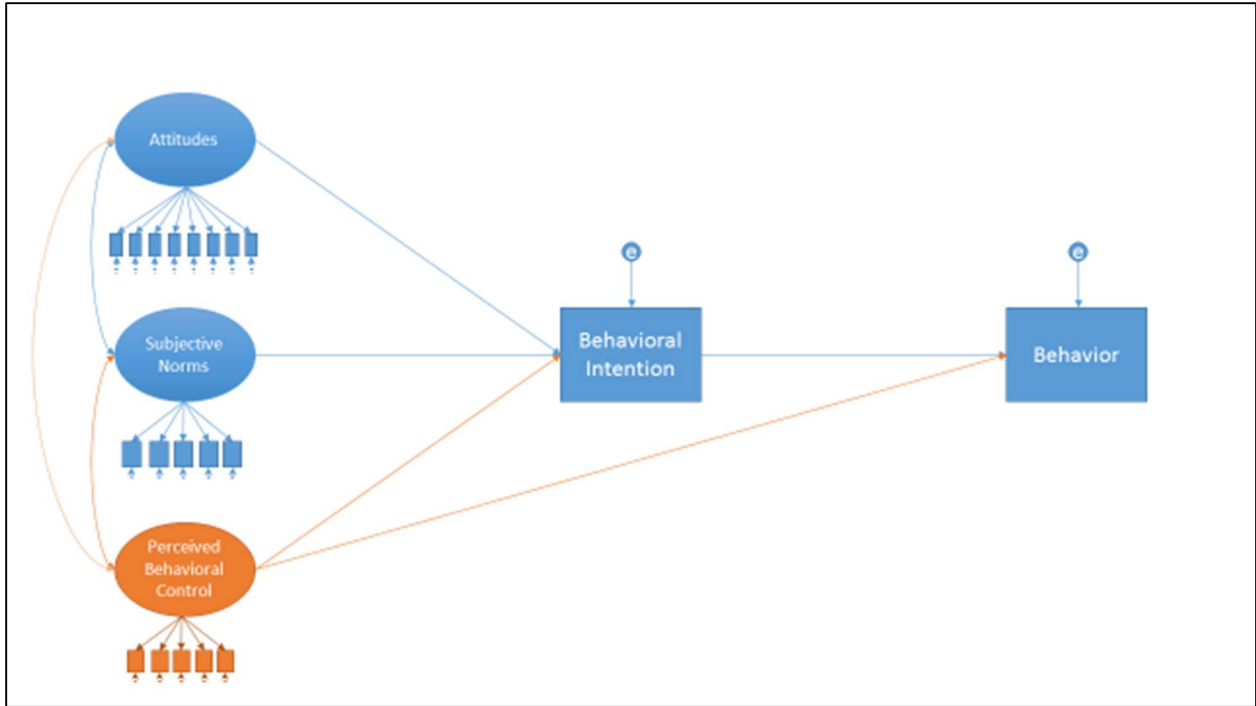 Attitudes
e
e
Subjective
Norms
Behavioral
Intention
Behavior
Perceived
Behavioral
Control